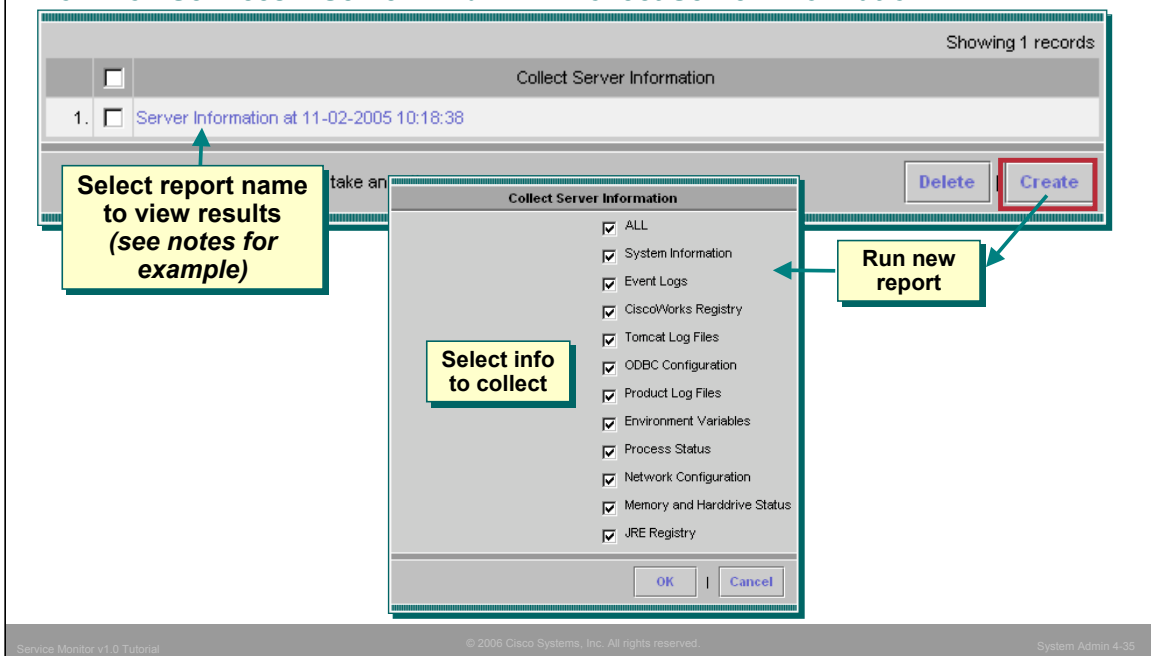 Showing 1 records
Collect Server Information
1. Server Information at 11-02-2005 10:18:38
Select report name
to view results
(see notes for
example)
take an
Delete | Create
Collect Server Information
ALL
System Information
Event Logs
CiscoWorks Registry
Tomcat Log Files
ODBC Configuration
Product Log Files
Environment Variables
Process Status
Network Configuration
Memory and Harddrive Status
JRE Registry
Select info
to collect
Run new
report
OK | Cancel
Service Monitor v1.0 Tutorial
© 2006 Cisco Systems, Inc. All rights reserved.
System Admin 4-35